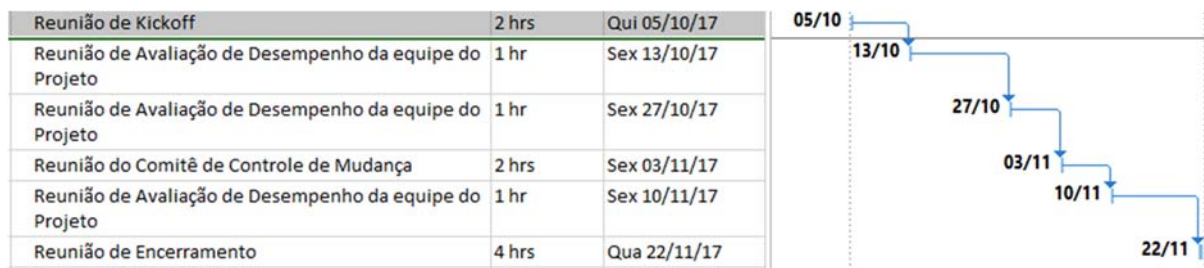 Reunião de Kickoff 2 hrs Qui 05/10/17 05/10
Reunião de Avaliação de Desempenho da equipe do 1 hr Sex 13/10/17 13/10
Projeto
Reunião de Avaliação de Desempenho da equipe do 1 hr Sex 27/10/17 27/10
Projeto
Reunião do Comitê de Controle de Mudança 2 hrs Sex 03/11/17 03/11
Reunião de Avaliação de Desempenho da equipe do 1 hr Sex 10/11/17 10/11
Projeto
Reunião de Encerramento 4 hrs Qua 22/11/17 22/11